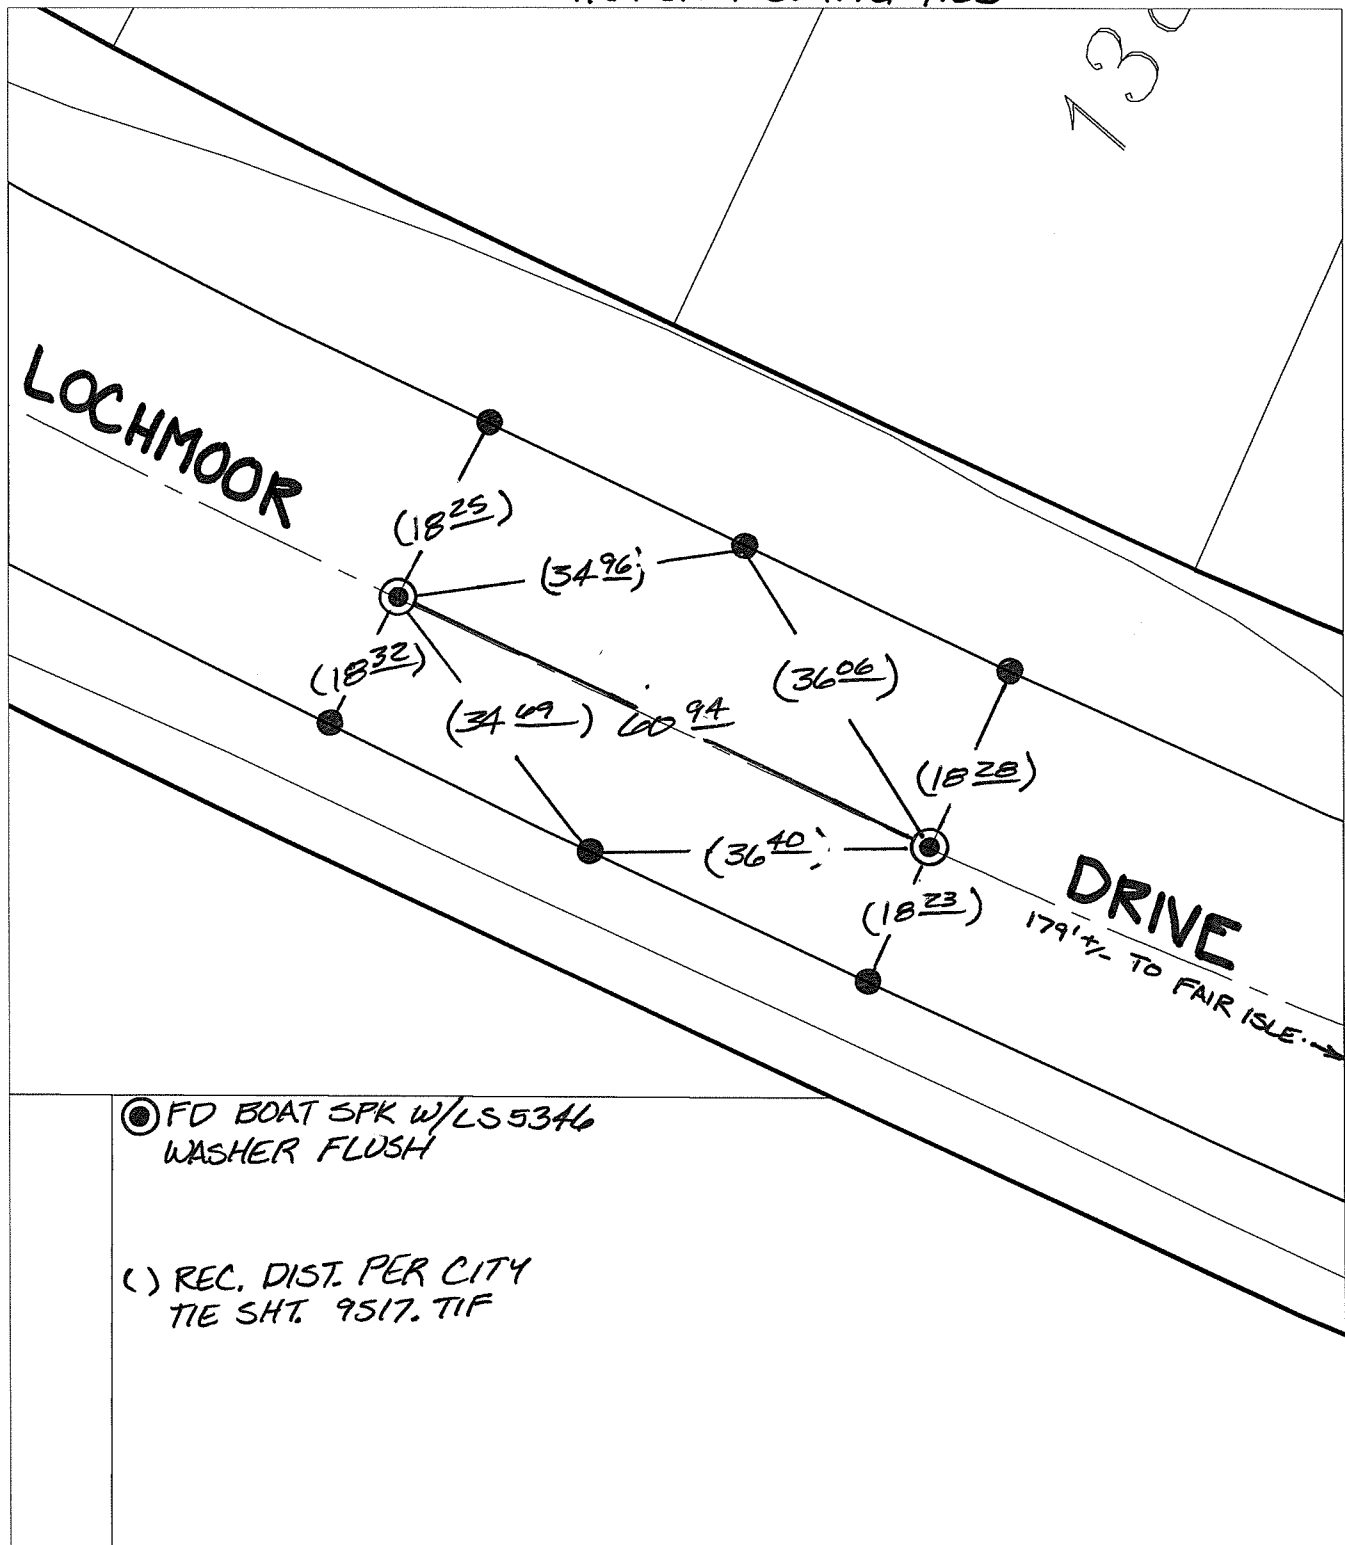 13
LOCHMOOR
(18 25)
(34 96')
(18 32)
(36 06)
(34 69)
60 94
(18 28)
(36 40')
(18 23)
DRIVE
179' +/- TO FAIR ISLE.
FD BOAT SPK W/LS 5346
WASHER FLUSH
( ) REC. DIST. PER CITY
TIE SHT. 9517.TIF